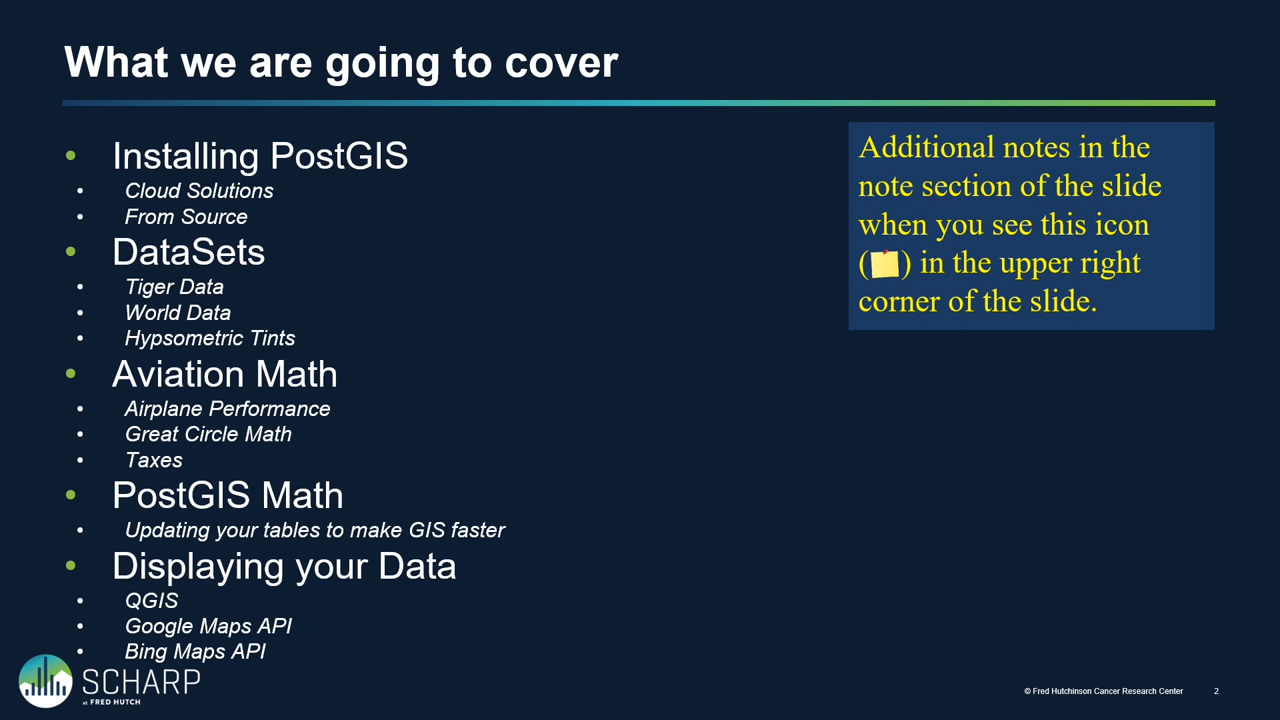 What we are going to cover
• Installing PostGIS
• Cloud Solutions
• From Source
• DataSets
• Tiger Data
• World Data
• Hypsometric Tints
• Aviation Math
• Airplane Performance
• Great Circle Math
• Taxes
• PostGIS Math
• Updating your tables to make GIS faster
• Displaying your Data
• QGIS
• Google Maps API
• Bing Maps API
Additional notes in the
note section of the slide
when you see this icon
( ) in the upper right
corner of the slide.
SCHARP
at FRED HUTCH
© Fred Hutchinson Cancer Research Center 2